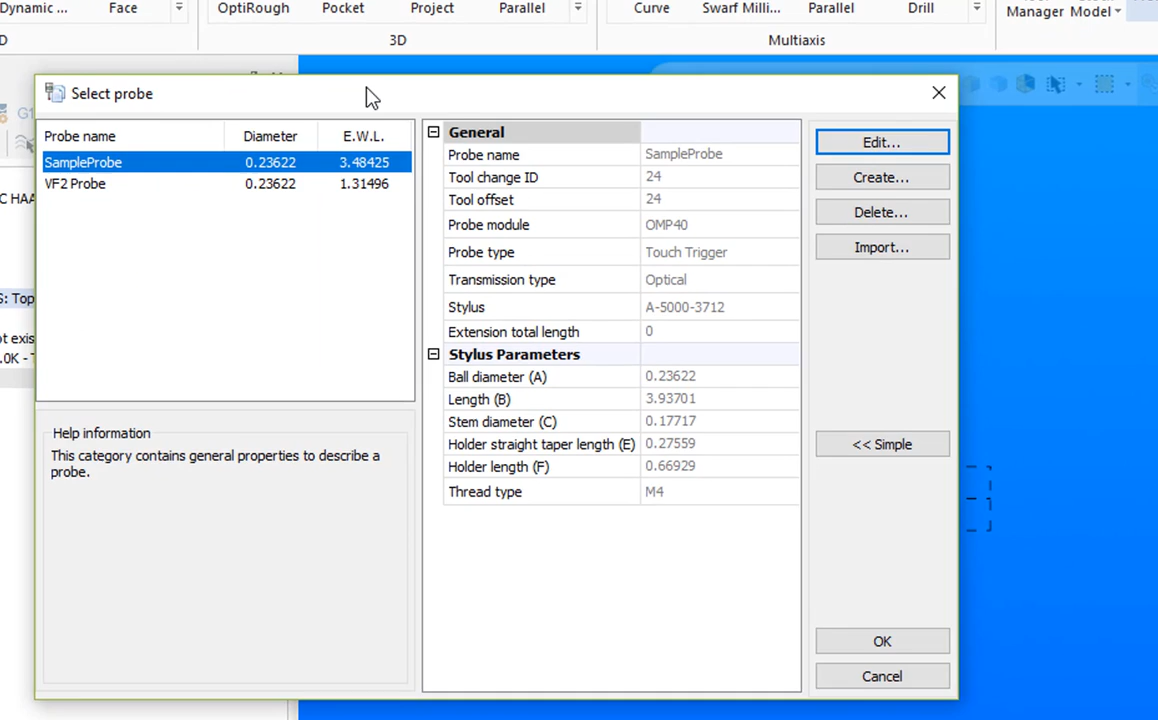 Dynamic ... Face OptiRough Pocket Project Parallel Curve Swarf Milli... Parallel Drill
Manager Model
D 3D Multiaxis
Select probe
Probe name Diameter E.W.L.
SampleProbe 0.23622 3.48425
VF2 Probe 0.23622 1.31496
General
Probe name SampleProbe
Tool change ID 24
Tool offset 24
Probe module OMP40
Probe type Touch Trigger
Transmission type Optical
Stylus A-5000-3712
Extension total length 0
Stylus Parameters
Ball diameter (A) 0.23622
Length (B) 3.93701
Stem diameter (C) 0.17717
Holder straight taper length (E) 0.27559
Holder length (F) 0.66929
Thread type M4
Edit...
Create...
Delete...
Import...
<< Simple
OK
Cancel
Help information
This category contains general properties to describe a
probe.
G1
C HAA
S: Top
ot exis
.0K - T